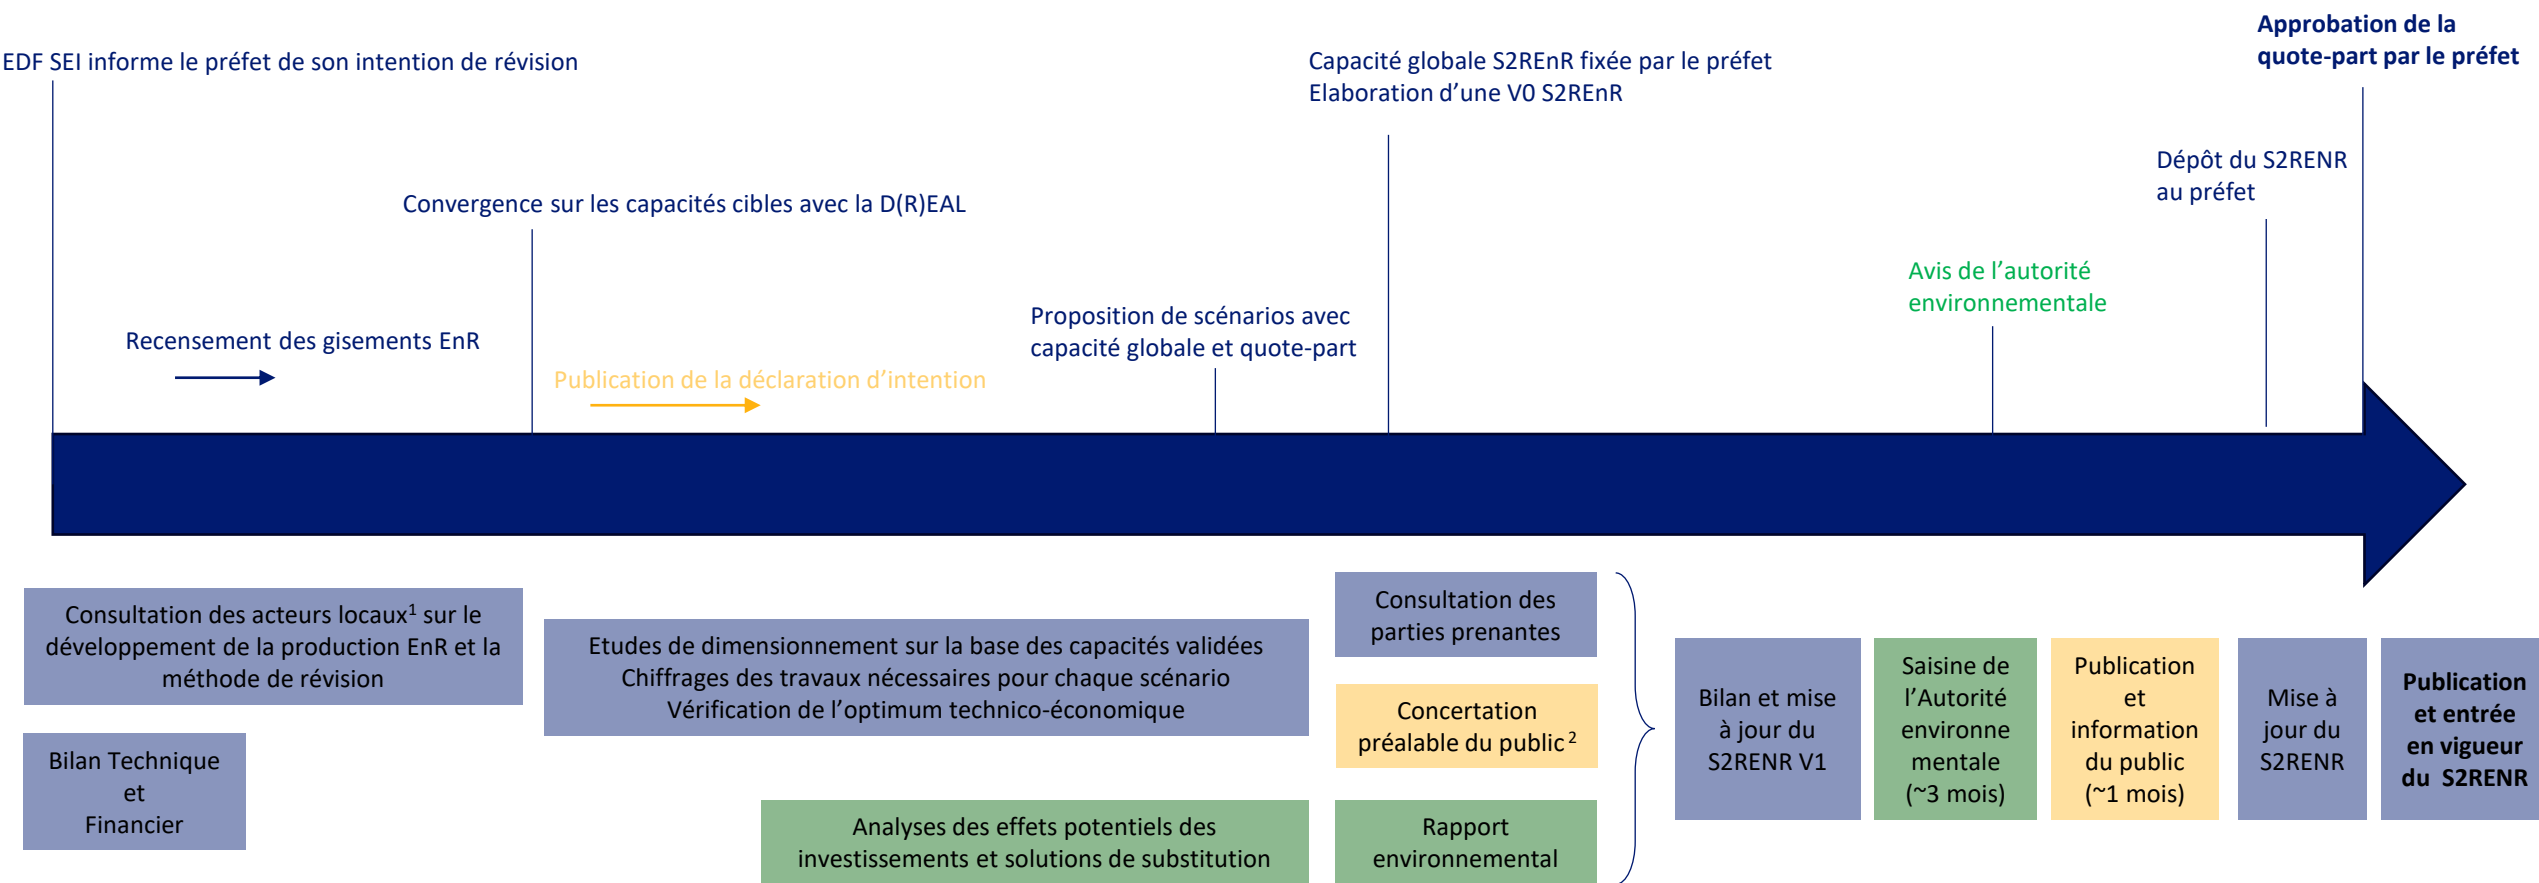 EDF SEI informe le préfet de son intention de révision
Recensement des gisements EnR
Convergence sur les capacités cibles avec la D(R)EAL
Publication de la déclaration d’intention
Proposition de scénarios avec
capacité globale et quote-part
Capacité globale S2REnR fixée par le préfet
Elaboration d’une V0 S2REnR
Avis de l’autorité
environnementale
Dépôt du S2RENR
au préfet
Approbation de la
quote-part par le préfet
Consultation des acteurs locaux¹ sur le
développement de la production EnR et la
méthode de révision
Bilan Technique
et
Financier
Etudes de dimensionnement sur la base des capacités validées
Chiffrages des travaux nécessaires pour chaque scénario
Vérification de l’optimum technico-économique
Analyses des effets potentiels des
investissements et solutions de substitution
Consultation des
parties prenantes
Concertation
préalable du public ²
Rapport
environnemental
Bilan et mise
à jour du
S2RENR V1
Saisine de
l’Autorité
environne
mentale
(~3 mois)
Publication
et
information
du public
(~1 mois)
Mise à
jour du
S2RENR
Publication
et entrée
en vigueur
du S2RENR